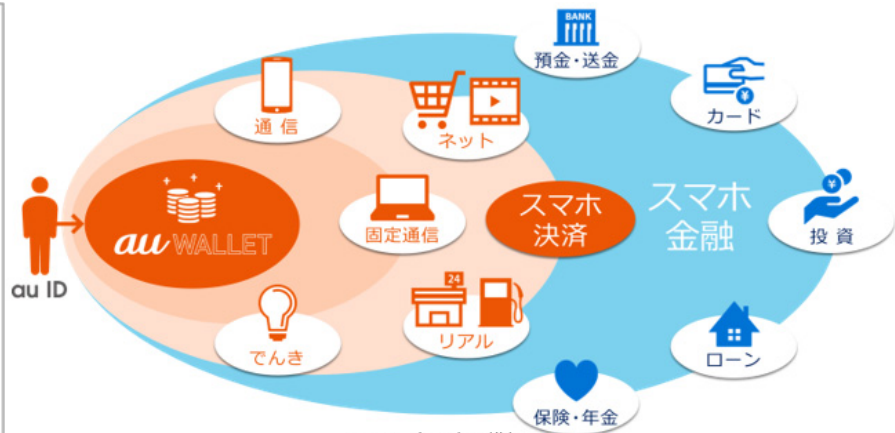 BANK
預金・送金
カード
通信
ネット
au WALLET
固定通信
スマホ
決済
スマホ
金融
投資
au ID
24
でんき
リアル
ローン
保険・年金